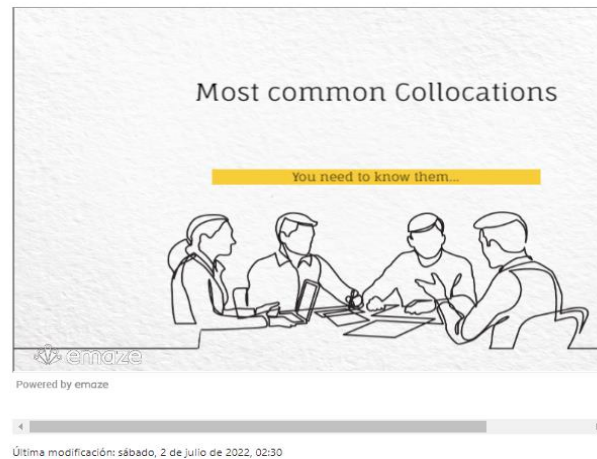 Most common Collocations
You need to know them...
emaze
Powered by emaze
Última modificación: sábado, 2 de julio de 2022, 02:30